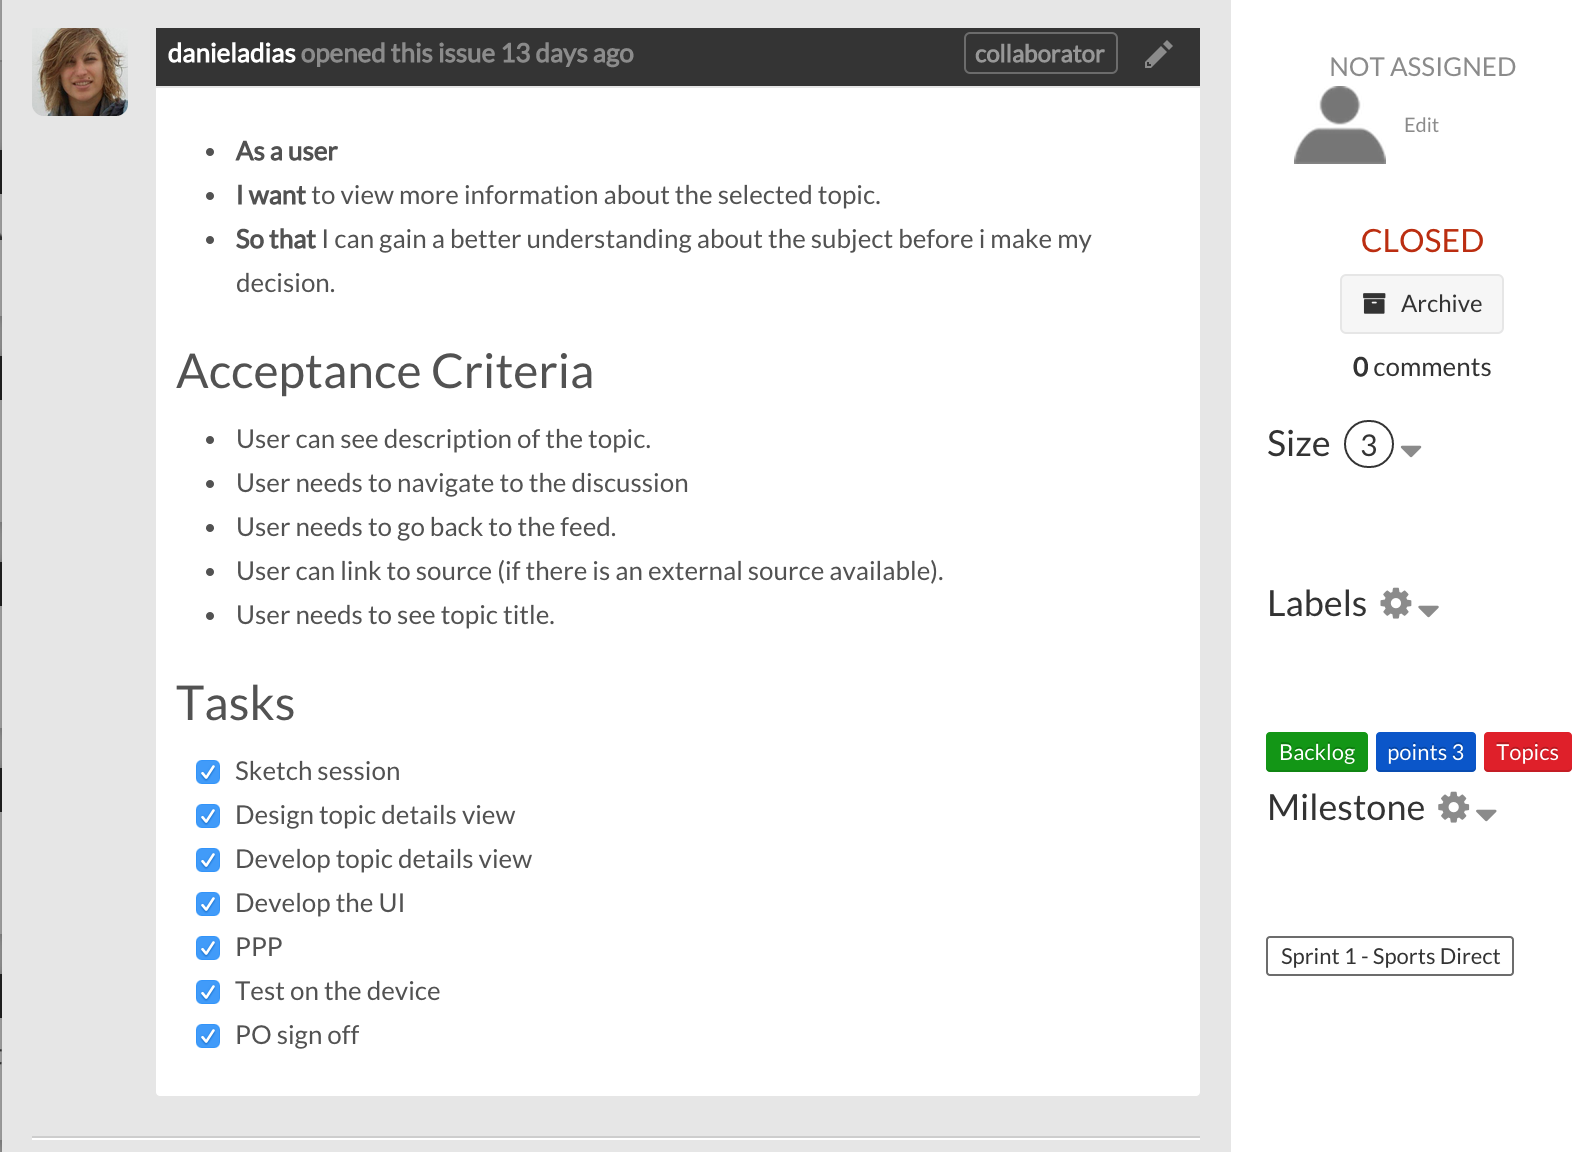 danieladias opened this issue 13 days ago
collaborator
As a user
I want to view more information about the selected topic.
So that I can gain a better understanding about the subject before i make my
decision.
Acceptance Criteria
User can see description of the topic.
User needs to navigate to the discussion
User needs to go back to the feed.
User can link to source (if there is an external source available).
User needs to see topic title.
Tasks
Sketch session
Design topic details view
Develop topic details view
Develop the UI
PPP
Test on the device
PO sign off
NOT ASSIGNED
Edit
CLOSED
Archive
0 comments
Size 3
Labels
Backlog points 3 Topics
Milestone
Sprint 1 - Sports Direct